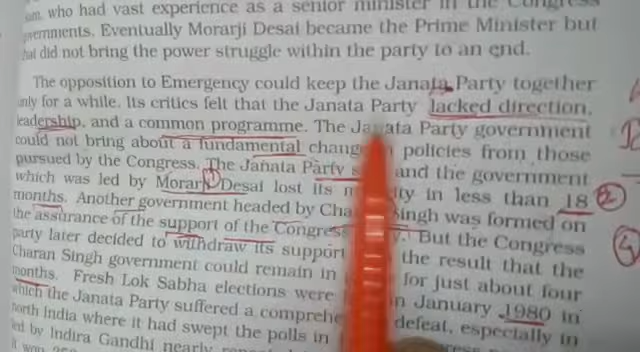 who had vast experience as a senior minister in the Congress
governments. Eventually Morarji Desai became the Prime Minister but
that did not bring the power struggle within the party to an end.
The opposition to Emergency could keep the Janata Party together
only for a while. Its critics felt that the Janata Party lacked direction,
leadership, and a common programme. The Janata Party government
could not bring about a fundamental change policies from those
pursued by the Congress. The Janata Party and the government
which was led by Morarji Desai lost its in less than 18
months. Another government headed by Charan Singh was formed on
the assurance of the support of the Congress But the Congress
party later decided to withdraw its support the result that the
Charan Singh government could remain in for just about four
months. Fresh Lok Sabha elections were in January 1980 in
which the Janata Party suffered a defeat, especially in
north India where it had swept the polls in
led by Indira Gandhi nearly
1
2